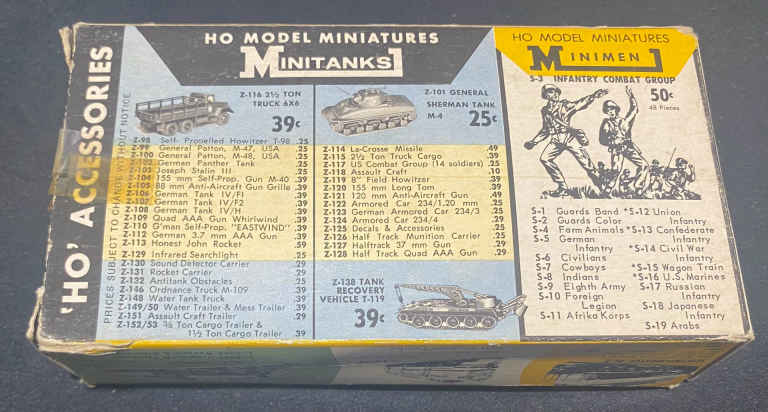 'HO' ACCESSORIES
PRICES SUBJECT TO CHANGE WITHOUT NOTICE
HO MODEL MINIATURES
MINITANKS
Z-116 2½ TON
TRUCK 6X6
39¢
Z-101 GENERAL
SHERMAN TANK
M-4 25¢
Z-98 Self-Propelled Howitzer T-98 .25
Z-99 General Patton, M-47, USA .25
Z-100 General Patton, M-48, USA .25
Z-102 German Panther Tank .25
Z-103 Joseph Stalin III .25
Z-104 155 mm Self-Prop. Gun M-40 .39
Z-105 88 mm Anti-Aircraft Gun Grille .39
Z-106 German Tank IV/F1 .39
Z-107 German Tank IV/F2 .39
Z-108 German Tank IV/H .39
Z-109 Quad AAA Gun Whirlwind .39
Z-110 G'man Self-Prop. "EASTWIND" .39
Z-112 German 3.7 mm AAA Gun .39
Z-113 Honest John Rocket .59
Z-129 Infrared Searchlight .25
Z-130 Sound Detector Carrier .29
Z-131 Rocket Carrier .29
Z-132 Antitank Obstacles .25
Z-146 Ordnance Truck M-109 .39
Z-148 Water Tank Truck .39
Z-149/50 Water Trailer & Mess Trailer .39
Z-151 Assault Craft Trailer .29
Z-152/53 ¾ Ton Cargo Trailer &
1½ Ton Cargo Trailer .39
Z-114 La-Crosse Missile .49
Z-115 2½ Ton Truck Cargo .39
Z-117 US Combat Group (14 soldiers) .25
Z-118 Assault Craft .10
Z-119 8" Field Howitzer .39
Z-120 155 mm Long Tom .39
Z-121 120 mm Anti-Aircraft Gun .49
Z-122 Armored Car 234/1,20 mm .25
Z-123 German Armored Car 234/3 .25
Z-124 Armored Car 234/4 .29
Z-125 Decals & Accessories .25
Z-126 Half Track Munition Carrier .25
Z-127 Halftrack 37 mm Gun .29
Z-128 Half Track Quad AAA Gun .29
Z-138 TANK
RECOVERY
VEHICLE T-119
39¢
HO MODEL MINIATURES
MINIMEN
S-3 INFANTRY COMBAT GROUP
50¢
48 Pieces
S-1 Guards Band
S-2 Guards Color
S-4 Farm Animals
S-5 German
Infantry
S-6 Civilians
S-7 Cowboys
S-8 Indians
S-9 Eighth Army
S-10 Foreign
Legion
S-11 Afrika Korps
*S-12 Union
Infantry
*S-13 Confederate
Infantry
*S-14 Civil War
Infantry
*S-15 Wagon Train
*S-16 U.S. Marines
S-17 Russian
Infantry
S-18 Japanese
Infantry
S-19 Arabs